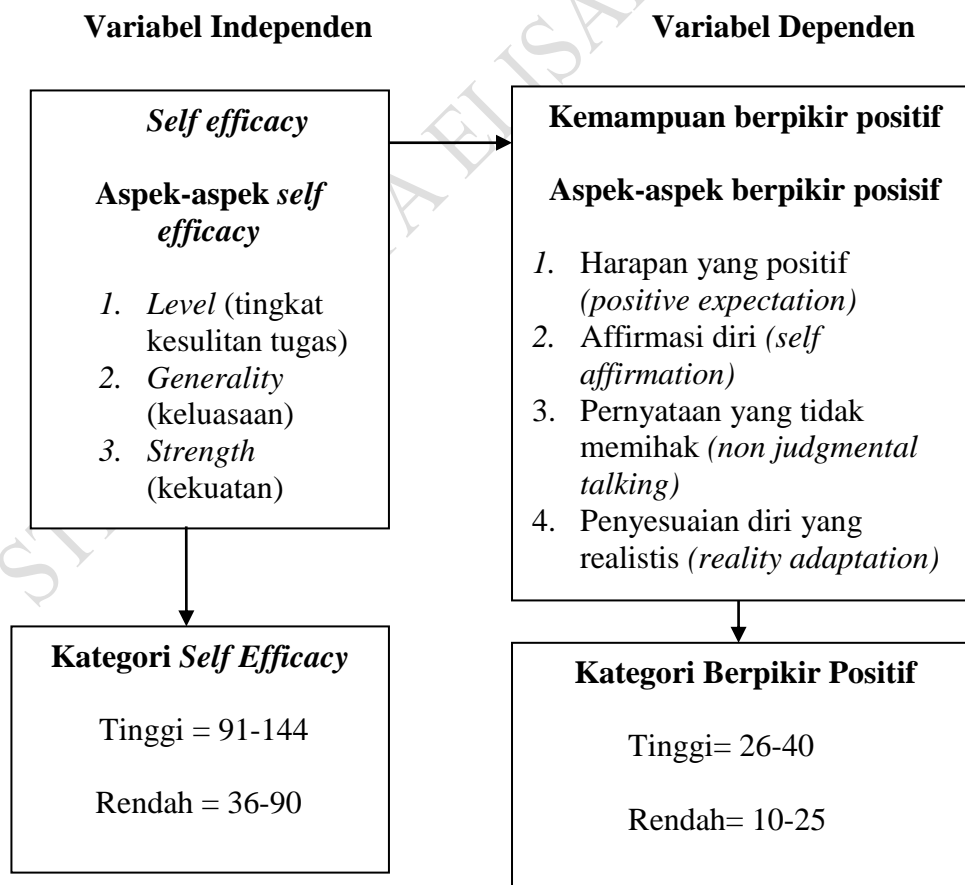 Variabel Independen
Variabel Dependen
Self efficacy
Aspek-aspek self
efficacy
1. Level (tingkat
kesulitan tugas)
2. Generality
(keluasaan)
3. Strength
(kekuatan)
Kemampuan berpikir positif
Aspek-aspek berpikir posisif
1. Harapan yang positif
(positive expectation)
2. Affirmasi diri (self
affirmation)
3. Pernyataan yang tidak
memihak (non judgmental
talking)
4. Penyesuaian diri yang
realistis (reality adaptation)
Kategori Self Efficacy
Tinggi = 91-144
Rendah = 36-90
Kategori Berpikir Positif
Tinggi= 26-40
Rendah= 10-25